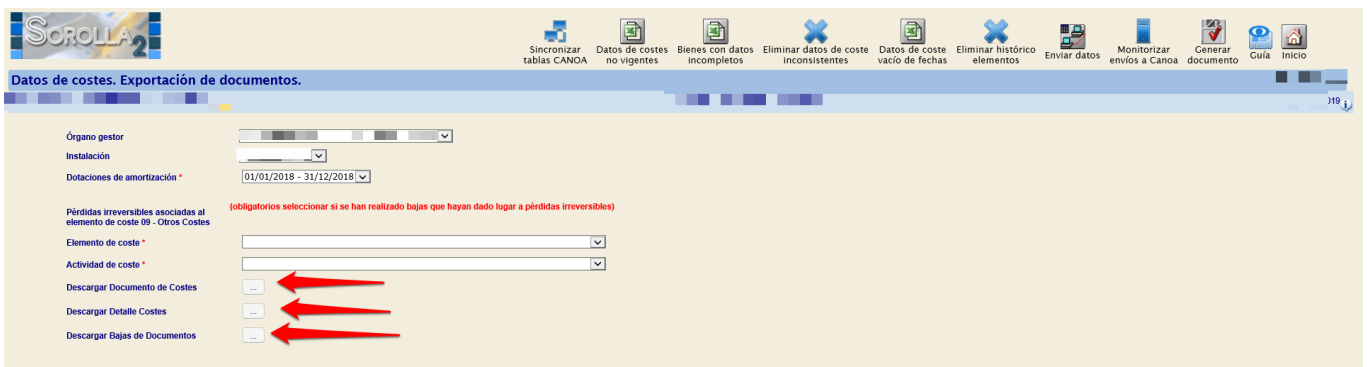 SOROLLA2
Sincronizar
tablas CANOA
Datos de costes
no vigentes
Bienes con datos
incompletos
Eliminar datos de coste
inconsistentes
Datos de coste
vacío de fechas
Eliminar histórico
elementos
Enviar datos
Monitorizar
envíos a Canoa
Generar
documento
Guía
Inicio
Datos de costes. Exportación de documentos.
019
Órgano gestor
Instalación
Dotaciones de amortización *
01/01/2018 - 31/12/2018
Pérdidas irreversibles asociadas al
elemento de coste 09 - Otros Costes
(obligatorios seleccionar si se han realizado bajas que hayan dado lugar a pérdidas irreversibles)
Elemento de coste *
Actividad de coste *
Descargar Documento de Costes
...
Descargar Detalle Costes
...
Descargar Bajas de Documentos
...